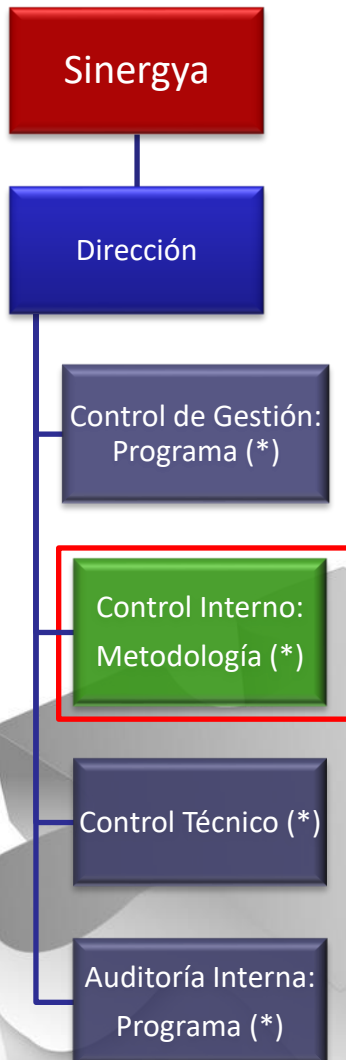 Sinergya
Dirección
Control de Gestión:
Programa (*)
Control Interno:
Metodología (*)
Control Técnico (*)
Auditoría Interna:
Programa (*)